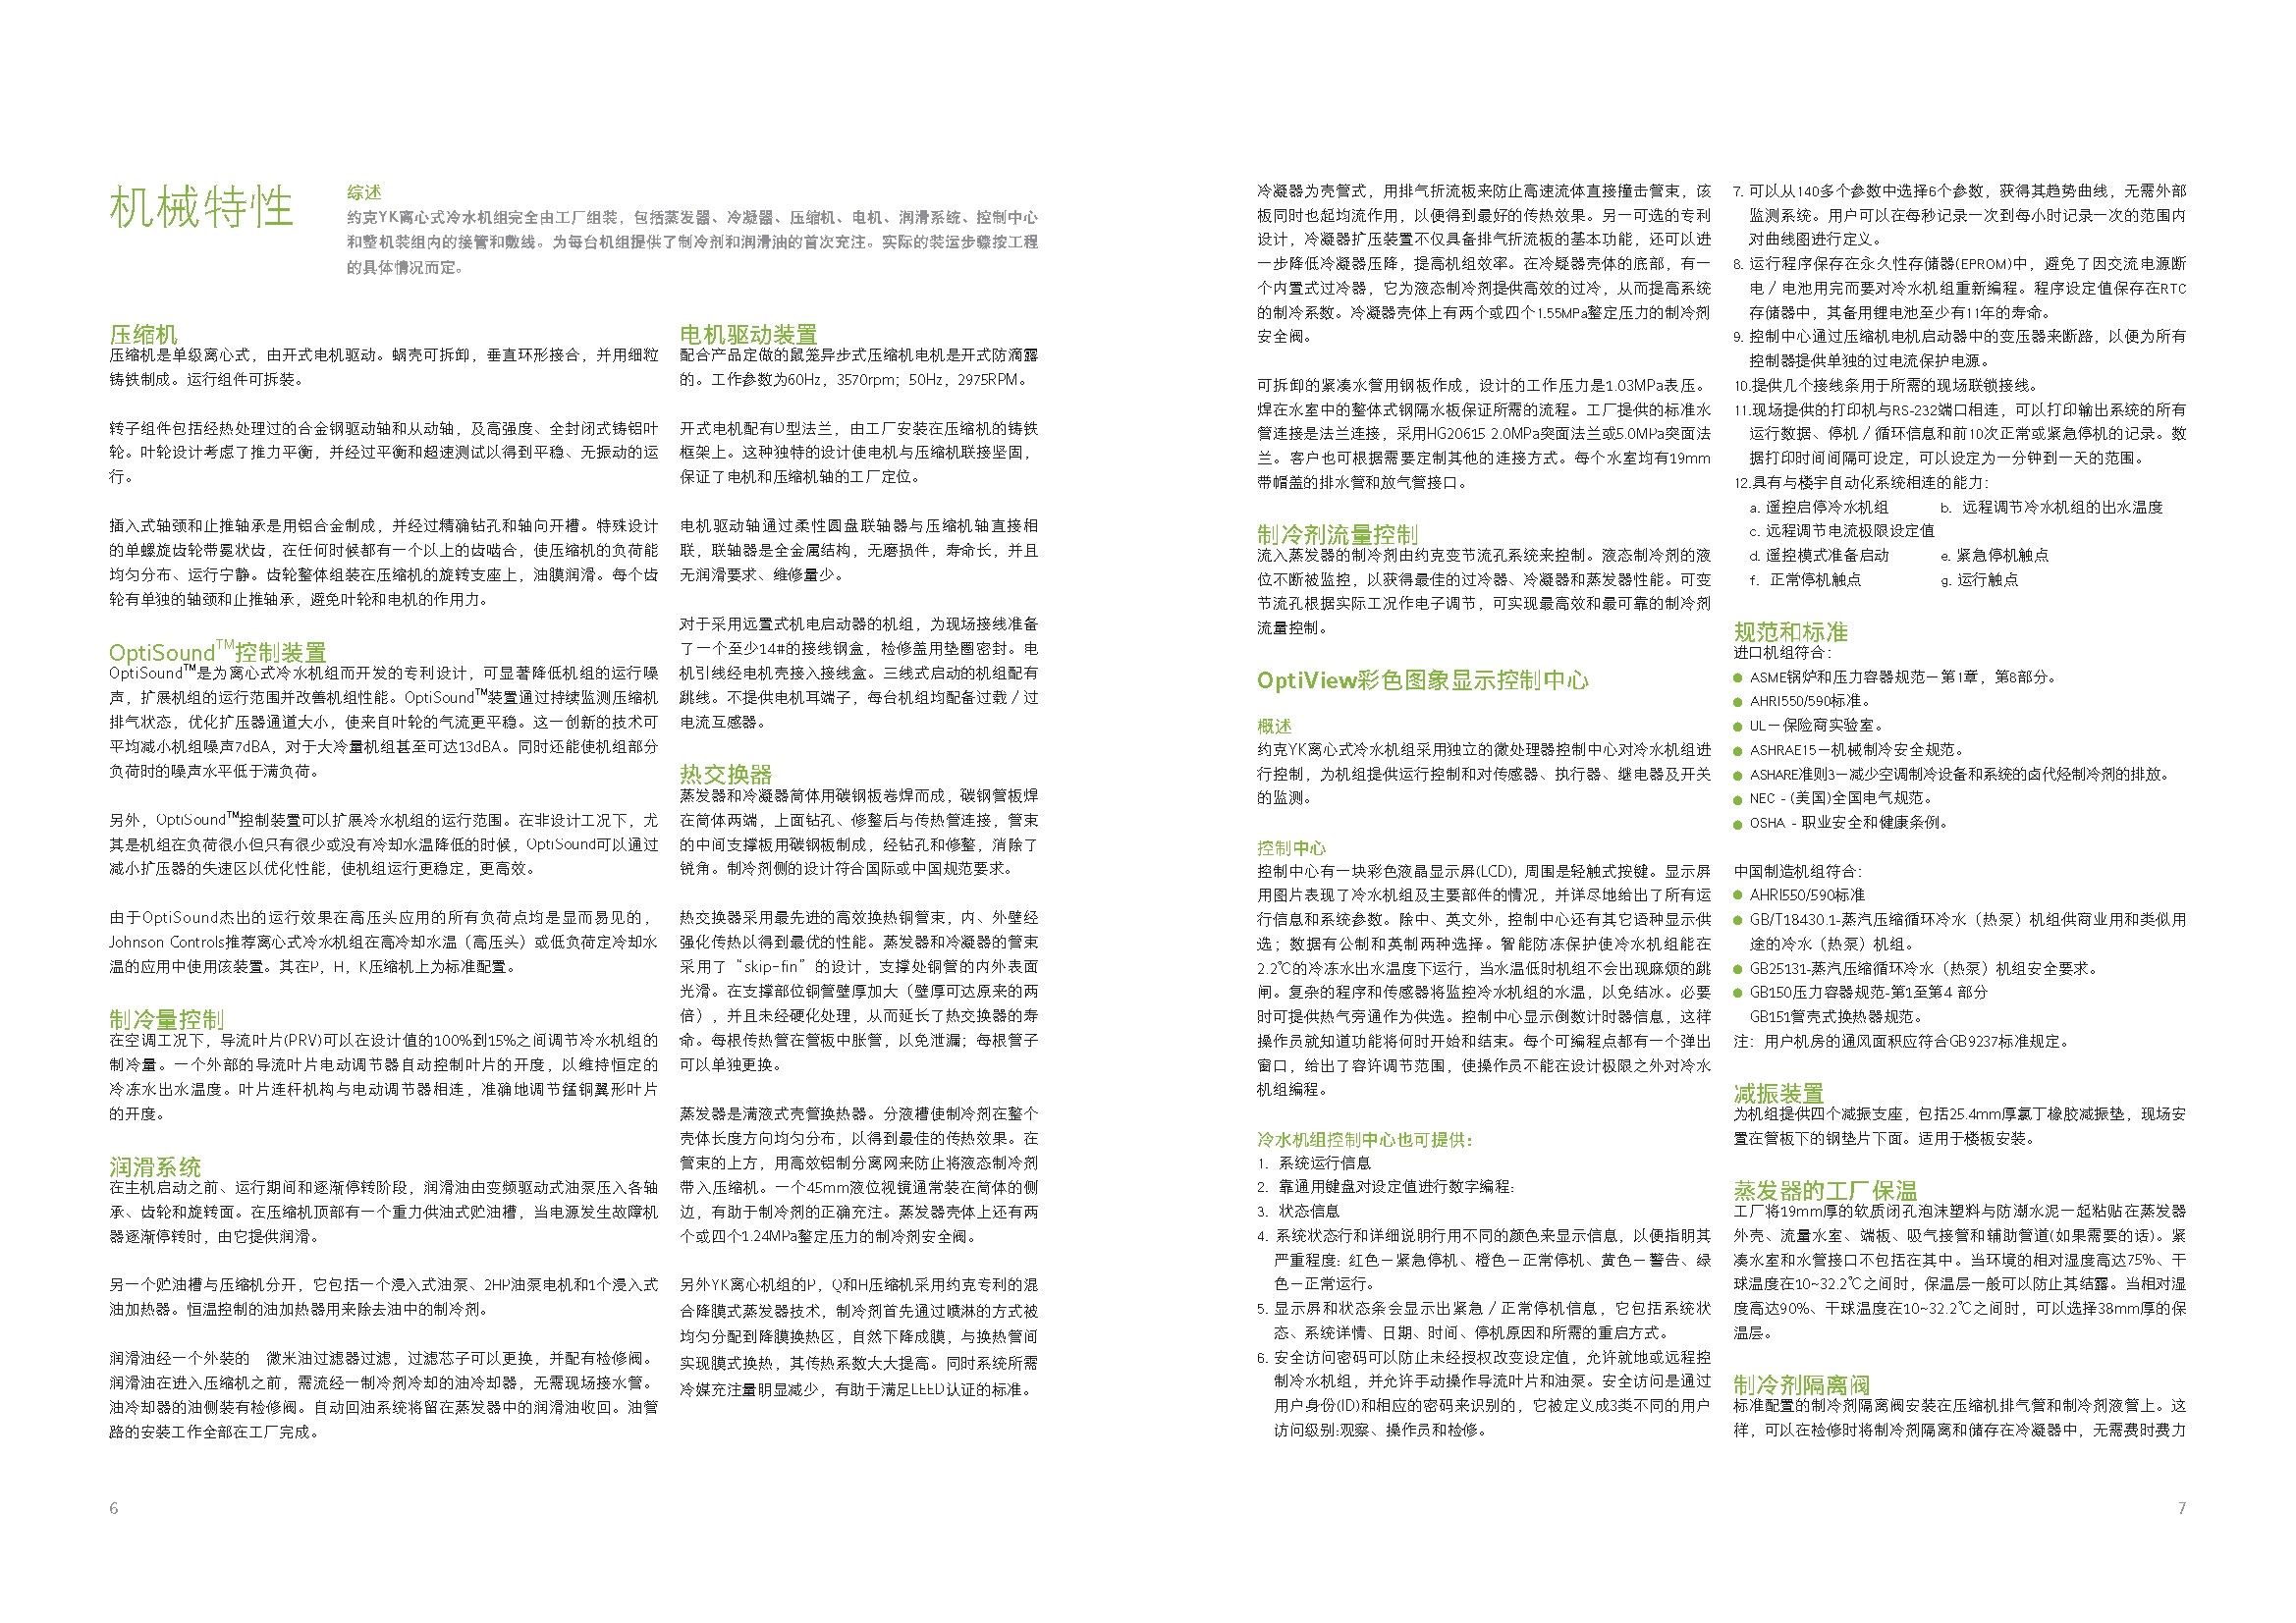 机械特性
综述
约克YK离心式冷水机组完全由工厂组装，包括蒸发器、冷凝器、压缩机、电机、润滑系统、控制中心
和整机装组内的接管和敷线。为每台机组提供了制冷剂和润滑油的首次充注。实际的装运步骤按工程
的具体情况而定。
压缩机
压缩机是单级离心式，由开式电机驱动。蜗壳可拆卸，垂直环形接合，并用细粒
铸铁制成。运行组件可拆装。
转子组件包括经热处理过的合金钢驱动轴和从动轴，及高强度、全封闭式铸铝叶
轮。叶轮设计考虑了推力平衡，并经过平衡和超速测试以得到平稳、无振动的运
行。
插入式轴颈和止推轴承是用铝合金制成，并经过精确钻孔和轴向开槽。特殊设计
的单螺旋齿轮带冕状齿，在任何时候都有一个以上的齿啮合，使压缩机的负荷能
均匀分布、运行宁静。齿轮整体组装在压缩机的旋转支座上，油膜润滑。每个齿
轮有单独的轴颈和止推轴承，避免叶轮和电机的作用力。
OptiSound™控制装置
OptiSound™是为离心式冷水机组而开发的专利设计，可显著降低机组的运行噪
声，扩展机组的运行范围并改善机组性能。OptiSound™装置通过持续监测压缩机
排气状态，优化扩压器通道大小，使来自叶轮的气流更平稳。这一创新的技术可
平均减小机组噪声7dBA，对于大冷量机组甚至可达13dBA。同时还能使机组部分
负荷时的噪声水平低于满负荷。
另外，OptiSound™控制装置可以扩展冷水机组的运行范围。在非设计工况下，尤
其是机组在负荷很小但只有很少或没有冷却水温降低的时候，OptiSound可以通过
减小扩压器的失速区以优化性能，使机组运行更稳定，更高效。
由于OptiSound杰出的运行效果在高压头应用的所有负荷点均是显而易见的，
Johnson Controls推荐离心式冷水机组在高冷却水温（高压头）或低负荷定冷却水
温的应用中使用该装置。其在P，H，K压缩机上为标准配置。
制冷量控制
在空调工况下，导流叶片(PRV)可以在设计值的100%到15%之间调节冷水机组的
制冷量。一个外部的导流叶片电动调节器自动控制叶片的开度，以维持恒定的
冷冻水出水温度。叶片连杆机构与电动调节器相连，准确地调节锰铜翼形叶片
的开度。
润滑系统
在主机启动之前、运行期间和逐渐停转阶段，润滑油由变频驱动式油泵压入各轴
承、齿轮和旋转面。在压缩机顶部有一个重力供油式贮油槽，当电源发生故障机
器逐渐停转时，由它提供润滑。
另一个贮油槽与压缩机分开，它包括一个浸入式油泵、2HP油泵电机和1个浸入式
油加热器。恒温控制的油加热器用来除去油中的制冷剂。
润滑油经一个外装的　微米油过滤器过滤，过滤芯子可以更换，并配有检修阀。
润滑油在进入压缩机之前，需流经一制冷剂冷却的油冷却器，无需现场接水管。
油冷却器的油侧装有检修阀。自动回油系统将留在蒸发器中的润滑油收回。油管
路的安装工作全部在工厂完成。
电机驱动装置
配合产品定做的鼠笼异步式压缩机电机是开式防滴露
的。工作参数为60Hz，3570rpm；50Hz，2975RPM。
开式电机配有D型法兰，由工厂安装在压缩机的铸铁
框架上。这种独特的设计使电机与压缩机联接坚固，
保证了电机和压缩机轴的工厂定位。
电机驱动轴通过柔性圆盘联轴器与压缩机轴直接相
联，联轴器是全金属结构，无磨损件，寿命长，并且
无润滑要求、维修量少。
对于采用远置式机电启动器的机组，为现场接线准备
了一个至少14#的接线钢盒，检修盖用垫圈密封。电
机引线经电机壳接入接线盒。三线式启动的机组配有
跳线。不提供电机耳端子，每台机组均配备过载／过
电流互感器。
热交换器
蒸发器和冷凝器筒体用碳钢板卷焊而成，碳钢管板焊
在筒体两端，上面钻孔、修整后与传热管连接，管束
的中间支撑板用碳钢板制成，经钻孔和修整，消除了
锐角。制冷剂侧的设计符合国际或中国规范要求。
热交换器采用最先进的高效换热铜管束，内、外壁经
强化传热以得到最优的性能。蒸发器和冷凝器的管束
采用了“skip-fin”的设计，支撑处铜管的内外表面
光滑。在支撑部位铜管壁厚加大（壁厚可达原来的两
倍），并且未经硬化处理，从而延长了热交换器的寿
命。每根传热管在管板中胀管，以免泄漏；每根管子
可以单独更换。
蒸发器是满液式壳管换热器。分液槽使制冷剂在整个
壳体长度方向均匀分布，以得到最佳的传热效果。在
管束的上方，用高效铝制分离网来防止将液态制冷剂
带入压缩机。一个45mm液位视镜通常装在筒体的侧
边，有助于制冷剂的正确充注。蒸发器壳体上还有两
个或四个1.24MPa整定压力的制冷剂安全阀。
另外YK离心机组的P，Q和H压缩机采用约克专利的混
合降膜式蒸发器技术，制冷剂首先通过喷淋的方式被
均匀分配到降膜换热区，自然下降成膜，与换热管间
实现膜式换热，其传热系数大大提高。同时系统所需
冷媒充注量明显减少，有助于满足LEED认证的标准。
6
冷凝器为壳管式，用排气折流板来防止高速流体直接撞击管束，该
板同时也起均流作用，以便得到最好的传热效果。另一可选的专利
设计，冷凝器扩压装置不仅具备排气折流板的基本功能，还可以进
一步降低冷凝器压降，提高机组效率。在冷疑器壳体的底部，有一
个内置式过冷器，它为液态制冷剂提供高效的过冷，从而提高系统
的制冷系数。冷凝器壳体上有两个或四个1.55MPa整定压力的制冷剂
安全阀。
可拆卸的紧凑水管用钢板作成，设计的工作压力是1.03MPa表压。
焊在水室中的整体式钢隔水板保证所需的流程。工厂提供的标准水
管连接是法兰连接，采用HG20615 2.0MPa突面法兰或5.0MPa突面法
兰。客户也可根据需要定制其他的连接方式。每个水室均有19mm
带帽盖的排水管和放气管接口。
制冷剂流量控制
流入蒸发器的制冷剂由约克变节流孔系统来控制。液态制冷剂的液
位不断被监控，以获得最佳的过冷器、冷凝器和蒸发器性能。可变
节流孔根据实际工况作电子调节，可实现最高效和最可靠的制冷剂
流量控制。
OptiView彩色图象显示控制中心
概述
约克YK离心式冷水机组采用独立的微处理器控制中心对冷水机组进
行控制，为机组提供运行控制和对传感器、执行器、继电器及开关
的监测。
控制中心
控制中心有一块彩色液晶显示屏(LCD)，周围是轻触式按键。显示屏
用图片表现了冷水机组及主要部件的情况，并详尽地给出了所有运
行信息和系统参数。除中、英文外，控制中心还有其它语种显示供
选；数据有公制和英制两种选择。智能防冻保护使冷水机组能在
2.2℃的冷冻水出水温度下运行，当水温低时机组不会出现麻烦的跳
闸。复杂的程序和传感器将监控冷水机组的水温，以免结冰。必要
时可提供热气旁通作为供选。控制中心显示倒数计时器信息，这样
操作员就知道功能将何时开始和结束。每个可编程点都有一个弹出
窗口，给出了容许调节范围，使操作员不能在设计极限之外对冷水
机组编程。
冷水机组控制中心也可提供：
1. 系统运行信息
2. 靠通用键盘对设定值进行数字编程：
3. 状态信息
4. 系统状态行和详细说明行用不同的颜色来显示信息，以便指明其
严重程度：红色－紧急停机、橙色－正常停机、黄色－警告、绿
色－正常运行。
5. 显示屏和状态条会显示出紧急／正常停机信息，它包括系统状
态、系统详情、日期、时间、停机原因和所需的重启方式。
6. 安全访问密码可以防止未经授权改变设定值，允许就地或远程控
制冷水机组，并允许手动操作导流叶片和油泵。安全访问是通过
用户身份(ID)和相应的密码来识别的，它被定义成3类不同的用户
访问级别:观察、操作员和检修。
7. 可以从140多个参数中选择6个参数，获得其趋势曲线，无需外部
监测系统。用户可以在每秒记录一次到每小时记录一次的范围内
对曲线图进行定义。
8. 运行程序保存在永久性存储器(EPROM)中，避免了因交流电源断
电／电池用完而要对冷水机组重新编程。程序设定值保存在RTC
存储器中，其备用锂电池至少有11年的寿命。
9. 控制中心通过压缩机电机启动器中的变压器来断路，以便为所有
控制器提供单独的过电流保护电源。
10.提供几个接线条用于所需的现场联锁接线。
11.现场提供的打印机与RS-232端口相连，可以打印输出系统的所有
运行数据、停机／循环信息和前10次正常或紧急停机的记录。数
据打印时间间隔可设定，可以设定为一分钟到一天的范围。
12.具有与楼宇自动化系统相连的能力：
a. 遥控启停冷水机组 b. 远程调节冷水机组的出水温度
c. 远程调节电流极限设定值
d. 遥控模式准备启动 e. 紧急停机触点
f. 正常停机触点 g. 运行触点
规范和标准
进口机组符合：
● ASME锅炉和压力容器规范－第1章，第8部分。
● AHRI550/590标准。
● UL－保险商实验室。
● ASHRAE15－机械制冷安全规范。
● ASHARE准则3－减少空调制冷设备和系统的卤代烃制冷剂的排放。
● NEC - (美国)全国电气规范。
● OSHA - 职业安全和健康条例。
中国制造机组符合：
● AHRI550/590标准
● GB/T18430.1-蒸汽压缩循环冷水（热泵）机组供商业用和类似用
途的冷水（热泵）机组。
● GB25131-蒸汽压缩循环冷水（热泵）机组安全要求。
● GB150压力容器规范-第1至第4 部分
GB151管壳式换热器规范。
注：用户机房的通风面积应符合GB9237标准规定。
减振装置
为机组提供四个减振支座，包括25.4mm厚氯丁橡胶减振垫，现场安
置在管板下的钢垫片下面。适用于楼板安装。
蒸发器的工厂保温
工厂将19mm厚的软质闭孔泡沫塑料与防潮水泥一起粘贴在蒸发器
外壳、流量水室、端板、吸气接管和辅助管道(如果需要的话)。紧
凑水室和水管接口不包括在其中。当环境的相对湿度高达75%、干
球温度在10~32.2℃之间时，保温层一般可以防止其结露。当相对湿
度高达90%、干球温度在10~32.2℃之间时，可以选择38mm厚的保
温层。
制冷剂隔离阀
标准配置的制冷剂隔离阀安装在压缩机排气管和制冷剂液管上。这
样，可以在检修时将制冷剂隔离和储存在冷凝器中，无需费时费力
7